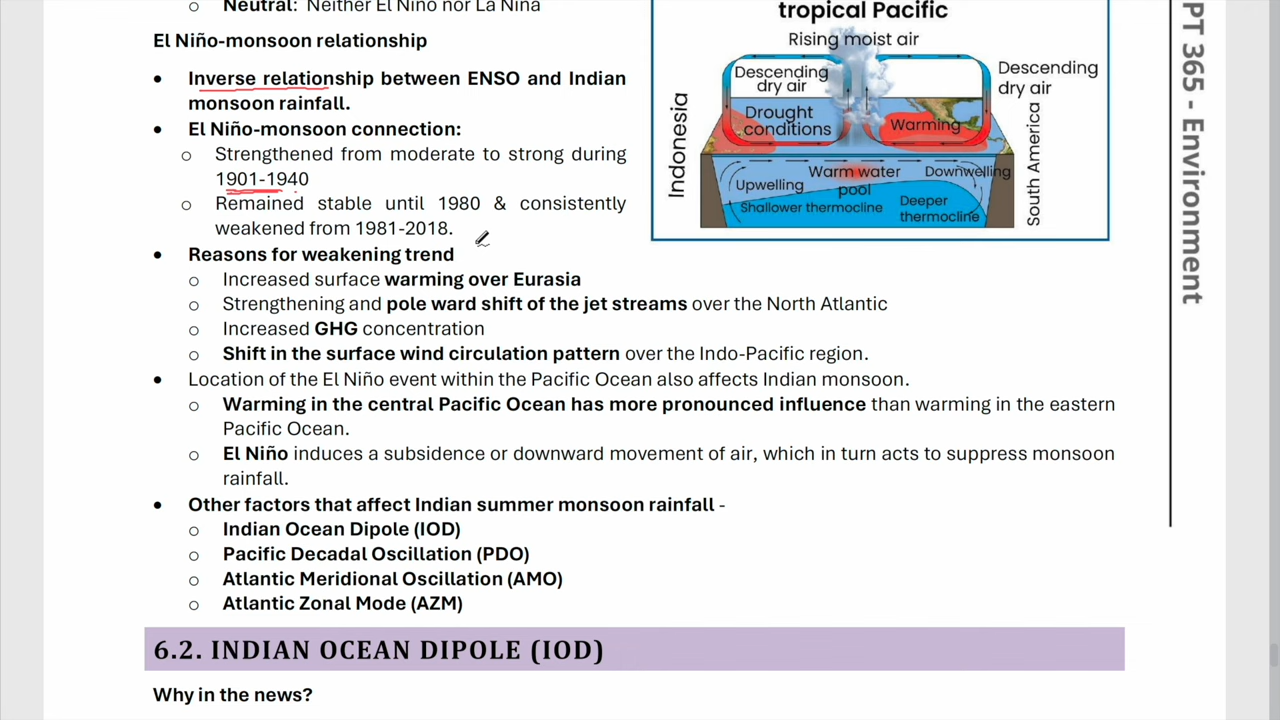 o Neutral: Neither El Niño nor La Niña
El Niño-monsoon relationship
• Inverse relationship between ENSO and Indian
monsoon rainfall.
• El Niño-monsoon connection:
o Strengthened from moderate to strong during
1901-1940
o Remained stable until 1980 & consistently
weakened from 1981-2018.
• Reasons for weakening trend
o Increased surface warming over Eurasia
o Strengthening and pole ward shift of the jet streams over the North Atlantic
o Increased GHG concentration
o Shift in the surface wind circulation pattern over the Indo-Pacific region.
• Location of the El Niño event within the Pacific Ocean also affects Indian monsoon.
o Warming in the central Pacific Ocean has more pronounced influence than warming in the eastern
Pacific Ocean.
o El Niño induces a subsidence or downward movement of air, which in turn acts to suppress monsoon
rainfall.
• Other factors that affect Indian summer monsoon rainfall -
o Indian Ocean Dipole (IOD)
o Pacific Decadal Oscillation (PDO)
o Atlantic Meridional Oscillation (AMO)
o Atlantic Zonal Mode (AZM)
6.2. INDIAN OCEAN DIPOLE (IOD)
Why in the news?
tropical Pacific
Rising moist air
Descending
dry air
Descending
dry air
Drought
conditions
Warming
Indonesia
South America
Upwelling
Warm water
pool
Downwelling
Shallower thermocline
Deeper
thermocline
PT 365 - Environment